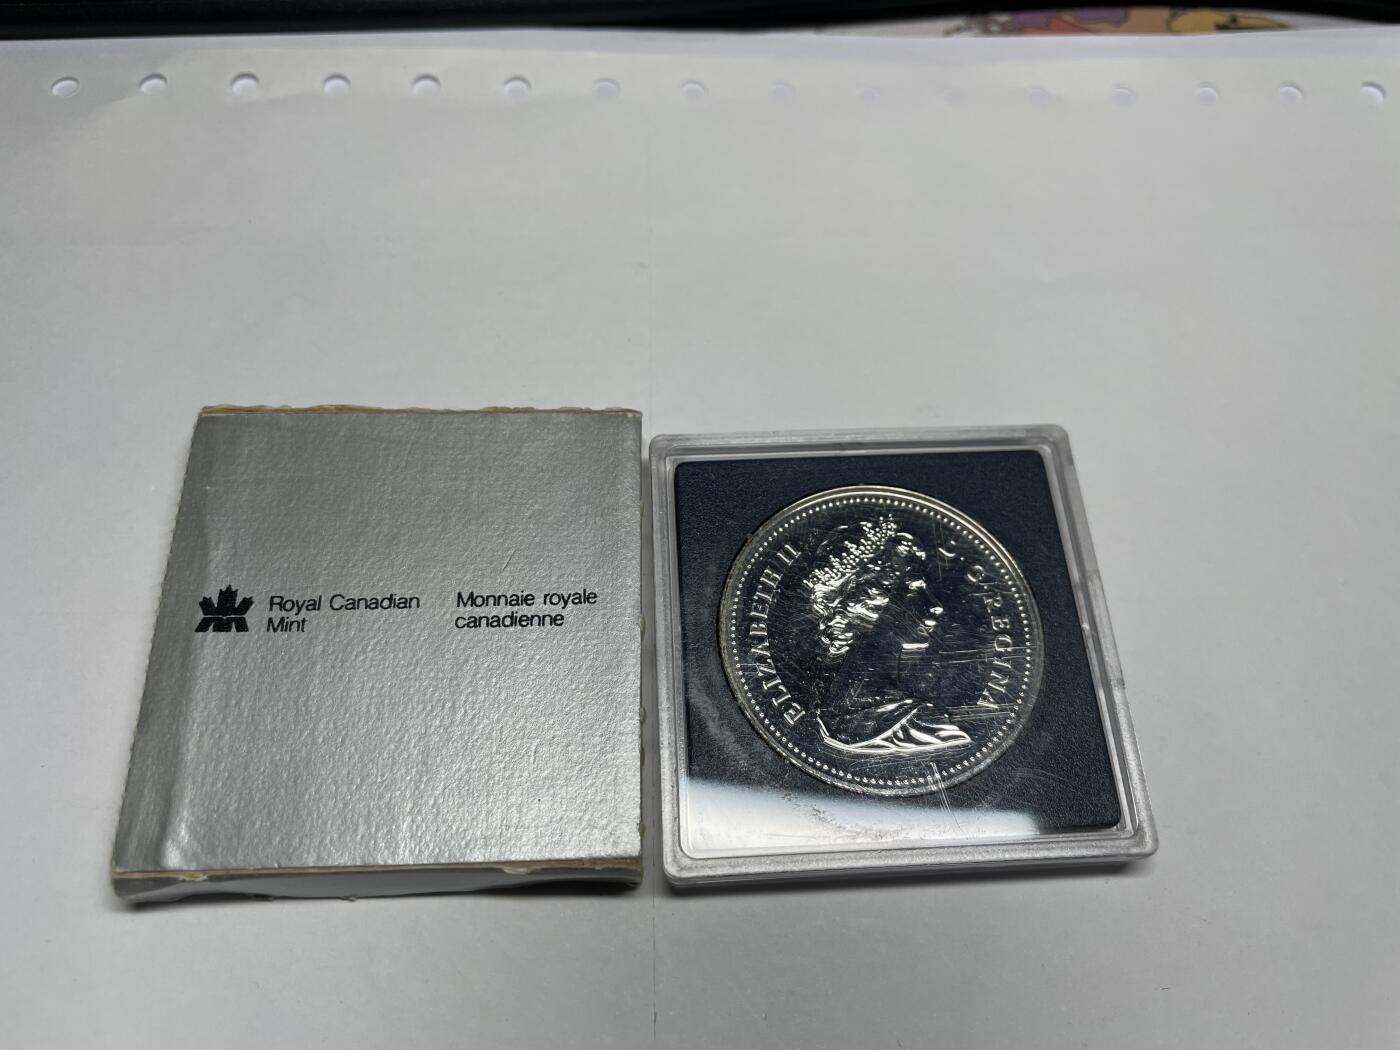 Royal Canadian
Mint
Monnaie royale
canadienne
ELIZABETH II
D.G. REGINA